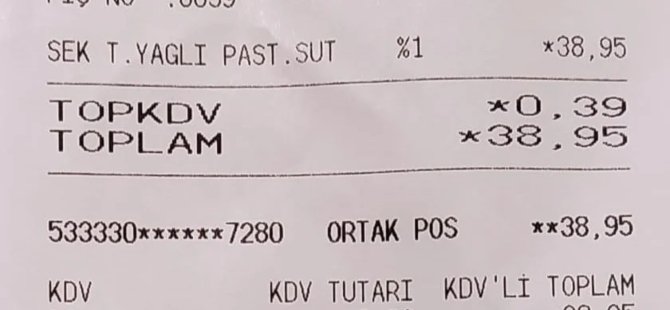 SEK T.YAGLI PAST.SUT %1 *38,95
TOPKDV *0,39
TOPLAM *38,95
533330******7280 ORTAK POS **38,95
KDV KDV TUTARI KDV'Lİ TOPLAM